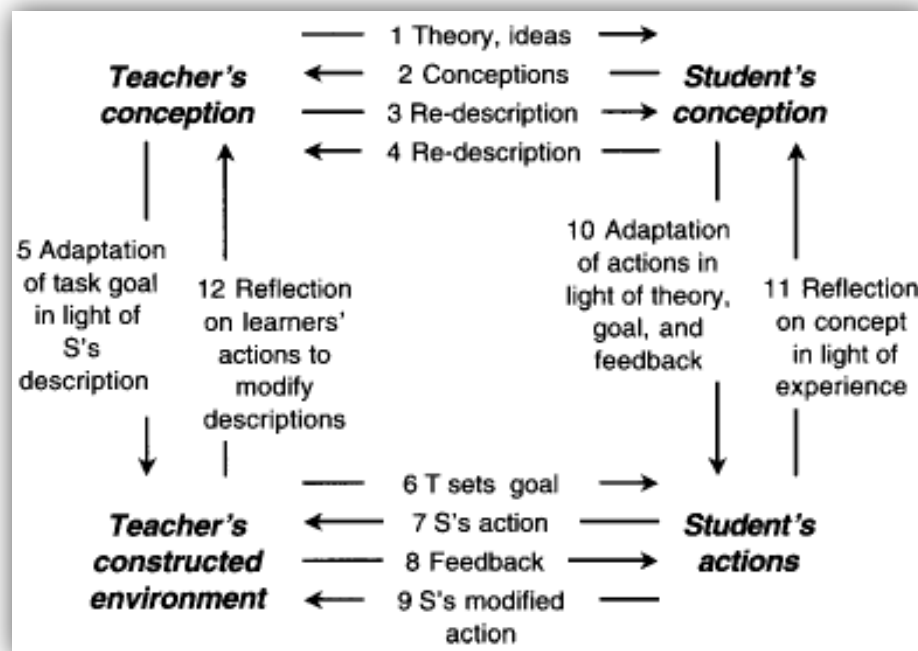 1 Theory, ideas
Teacher's
conception
2 Conceptions
3 Re-description
4 Re-description
Student's
conception
5 Adaptation
of task goal
in light of
S's
description
12 Reflection
on learners'
actions to
modify
descriptions
10 Adaptation
of actions in
light of theory,
goal, and
feedback
11 Reflection
on concept
in light of
experience
Teacher's
constructed
environment
6 T sets goal
7 S's action
8 Feedback
9 S's modified
action
Student's
actions